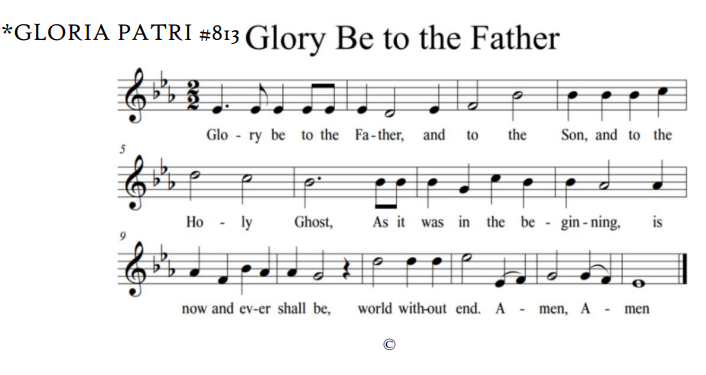 *GLORIA PATRI #813 Glory Be to the Father
2 2
Glo - ry be to the Fa - ther, and to the Son, and to the
5
Ho - ly Ghost, As it was in the be - gin - ning, is
9
now and ev-er shall be, world with-out end. A - men, A - men
©